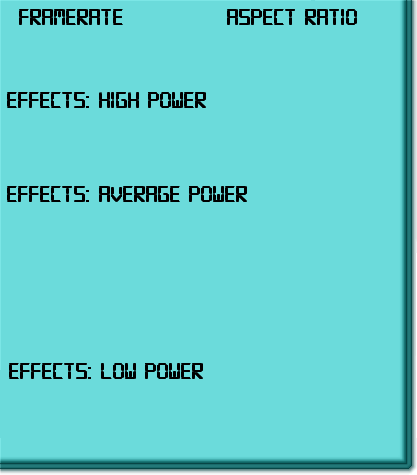 FRAMERATE ASPECT RATIO
EFFECTS: HIGH POWER
EFFECTS: AVERAGE POWER
EFFECTS: LOW POWER